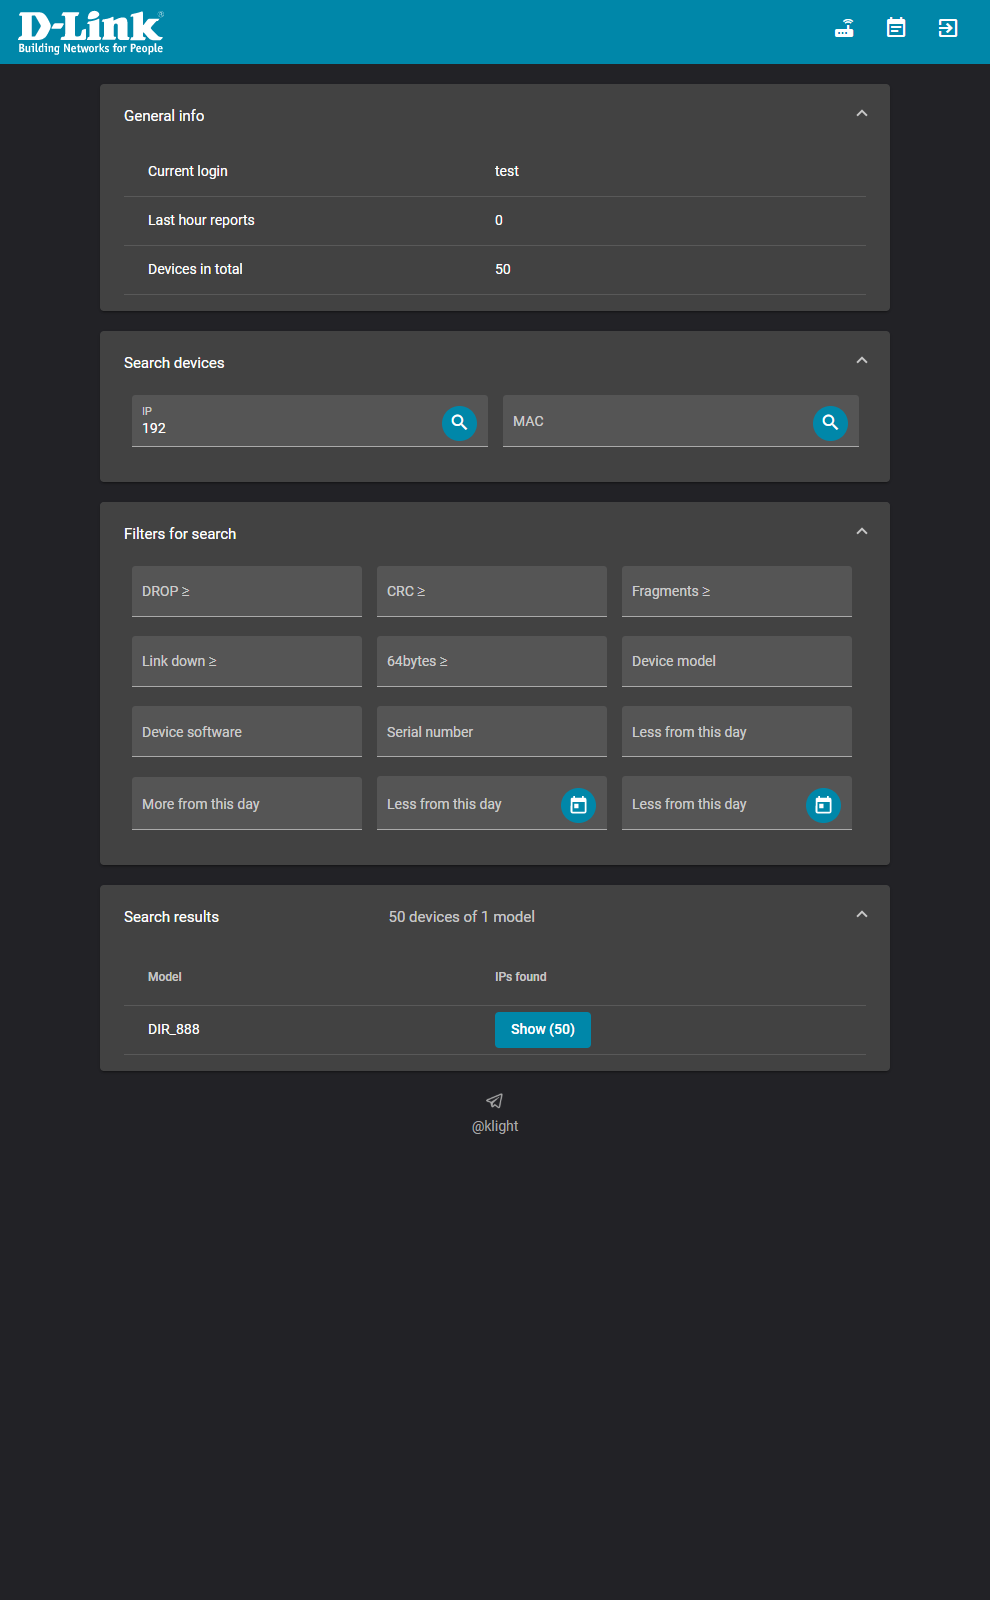 D-Link®
Building Networks for People
General info
Current login test
Last hour reports 0
Devices in total 50
Search devices
IP
192
MAC
Filters for search
DROP ≥ CRC ≥ Fragments ≥
Link down ≥ 64bytes ≥ Device model
Device software Serial number Less from this day
More from this day Less from this day Less from this day
Search results 50 devices of 1 model
Model IPs found
DIR_888 Show (50)
@klight